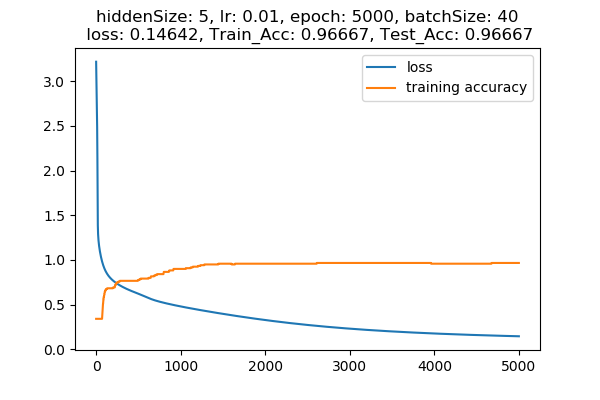 hiddenSize: 5, lr: 0.01, epoch: 5000, batchSize: 40
loss: 0.14642, Train_Acc: 0.96667, Test_Acc: 0.96667
loss
training accuracy
3.0
2.5
2.0
1.5
1.0
0.5
0.0
0 1000 2000 3000 4000 5000